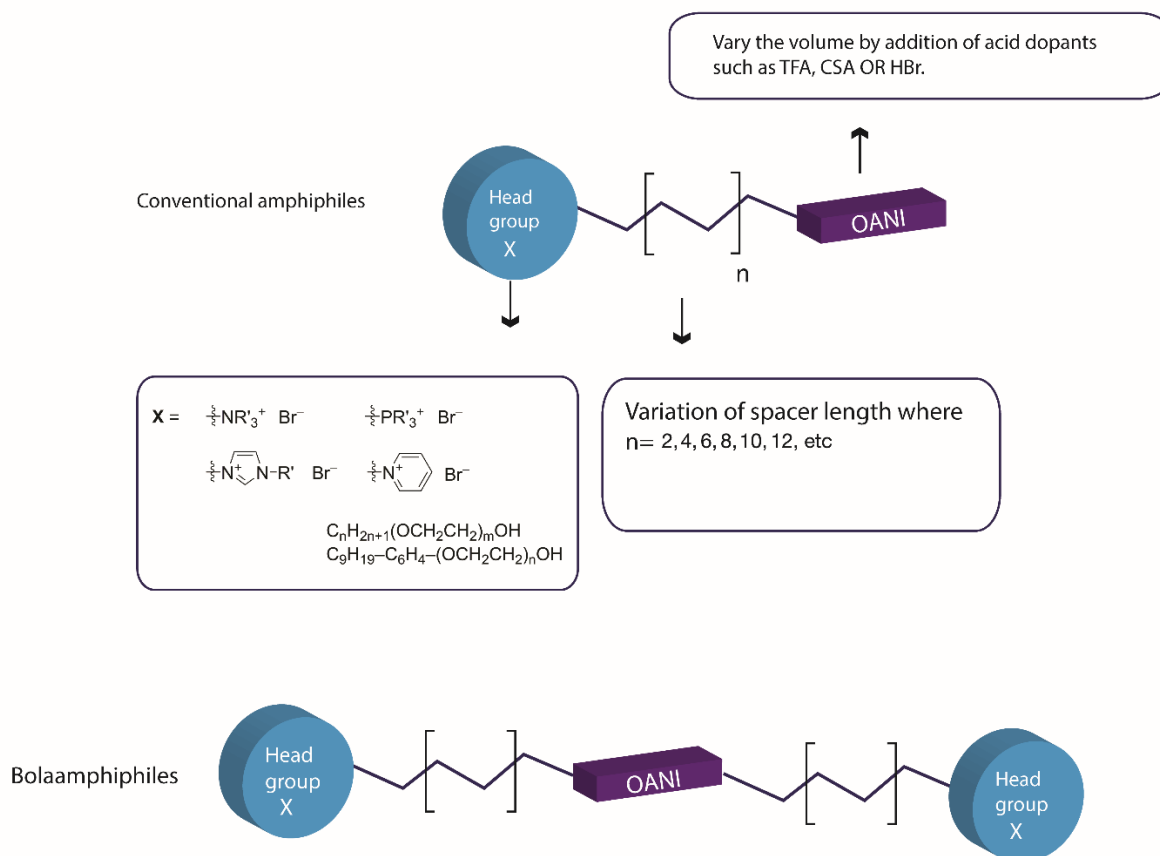 Vary the volume by addition of acid dopants
such as TFA, CSA OR HBr.
Conventional amphiphiles
Head
group
X
n
OANI
X = NR'₃⁺ Br⁻ PR'₃⁺ Br⁻
N⁺ N–R' Br⁻ N⁺ Br⁻
CₙH₂ₙ₊₁(OCH₂CH₂)ₘOH
C₉H₁₉–C₆H₄–(OCH₂CH₂)ₙOH
Variation of spacer length where
n= 2, 4, 6, 8, 10, 12, etc
Bolaamphiphiles
Head
group
X
OANI
Head
group
X